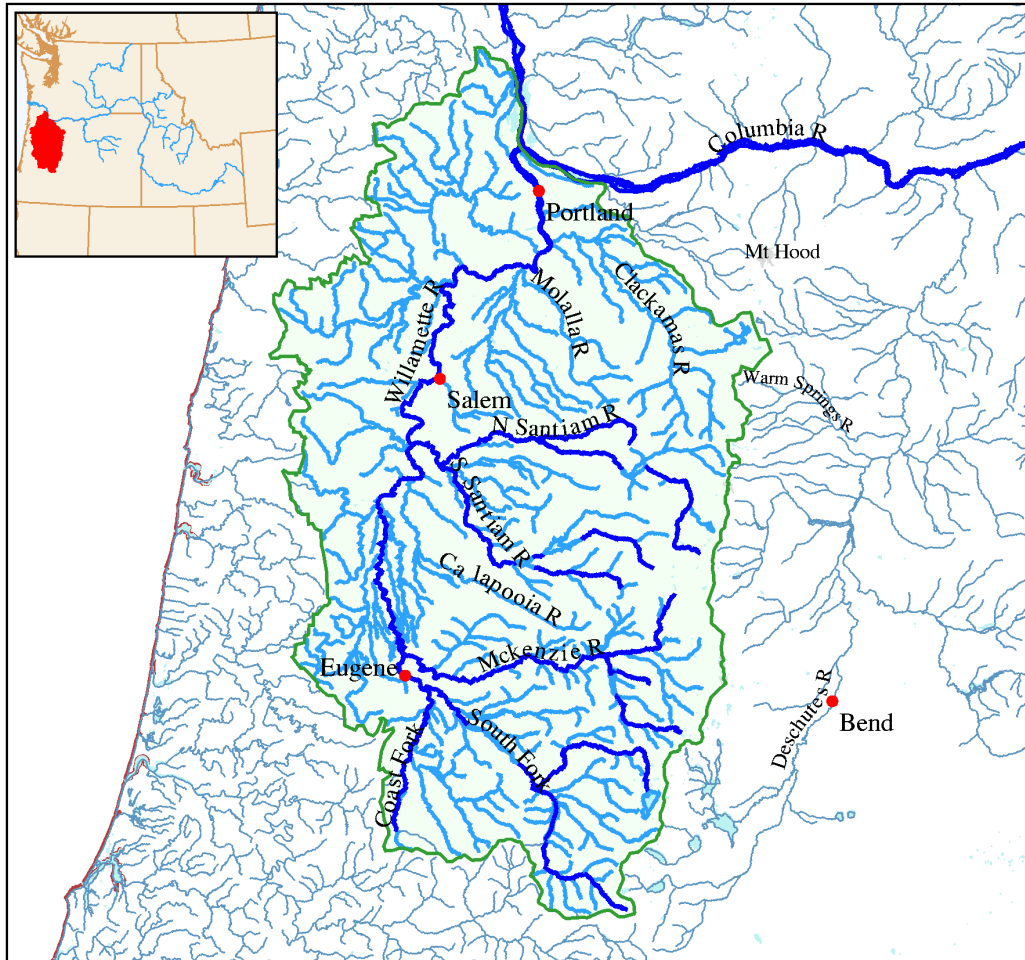 Columbia R
Portland
Mt Hood
Clackamas R
Molalla R
Willamette R
Warm Springs R
Salem
N Santiam R
S Santiam R
Ca lapooia R
Mckenzie R
Eugene
Deschutes R
Bend
South Fork
Coast Fork